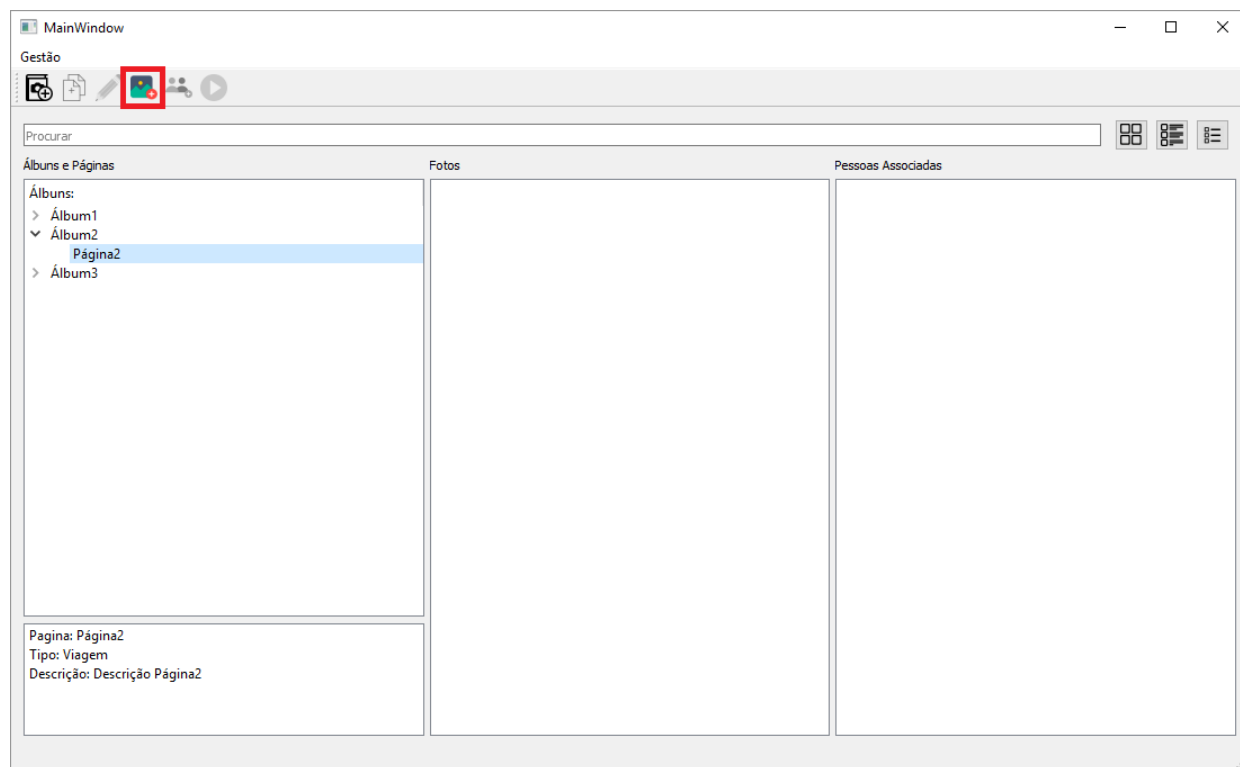 MainWindow
Gestão
Procurar
Álbuns e Páginas
Fotos
Pessoas Associadas
Álbuns:
Álbum1
Álbum2
Página2
Álbum3
Pagina: Página2
Tipo: Viagem
Descrição: Descrição Página2